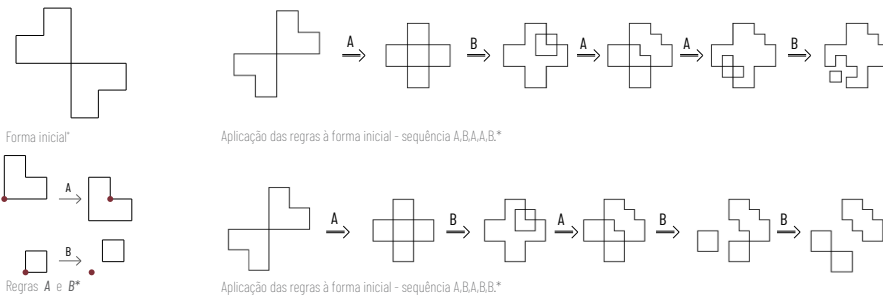 A
B
A
A
B
Forma inicial*
Aplicação das regras à forma inicial - sequência A,B,A,A,B.*
A
B
Regras A e B*
A
B
A
B
B
Aplicação das regras à forma inicial - sequência A,B,A,B,B.*